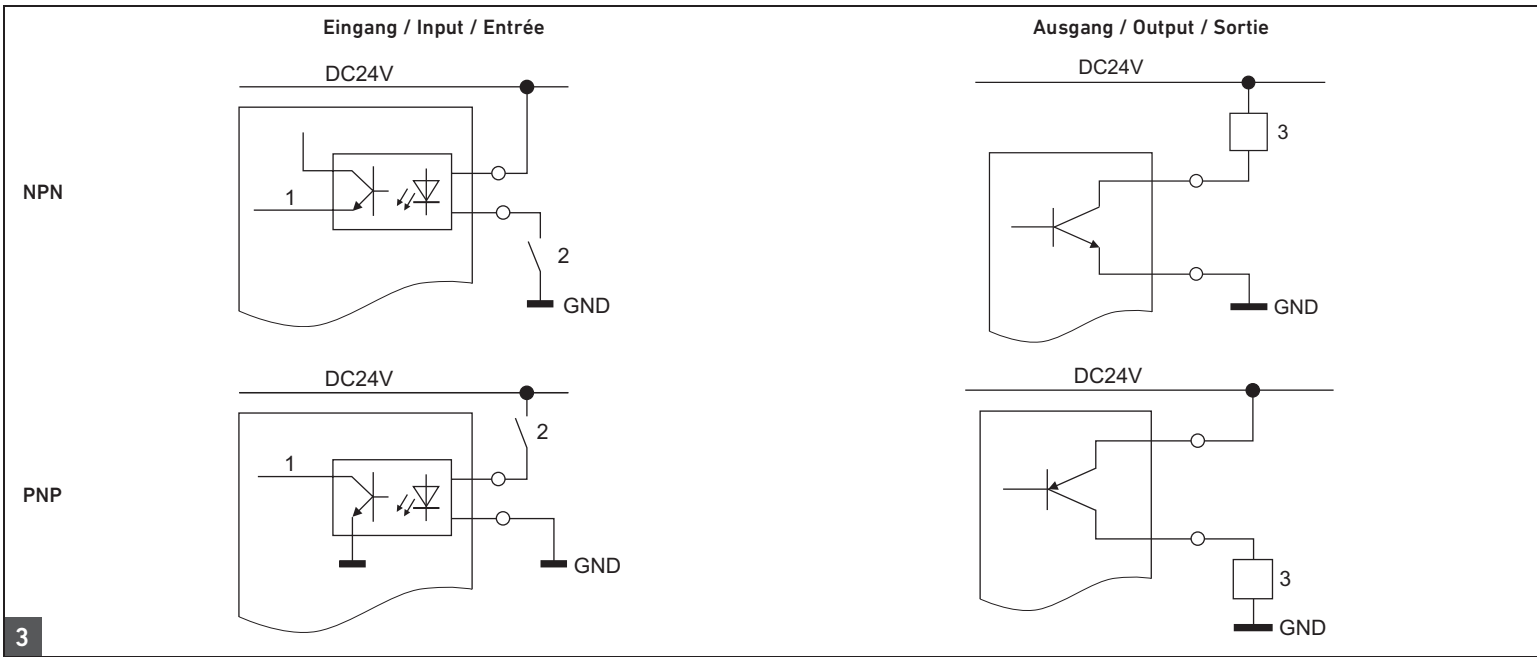 Eingang / Input / Entrée
Ausgang / Output / Sortie
NPN
DC24V
1
2
GND
DC24V
3
GND
PNP
DC24V
2
1
GND
DC24V
3
GND
3